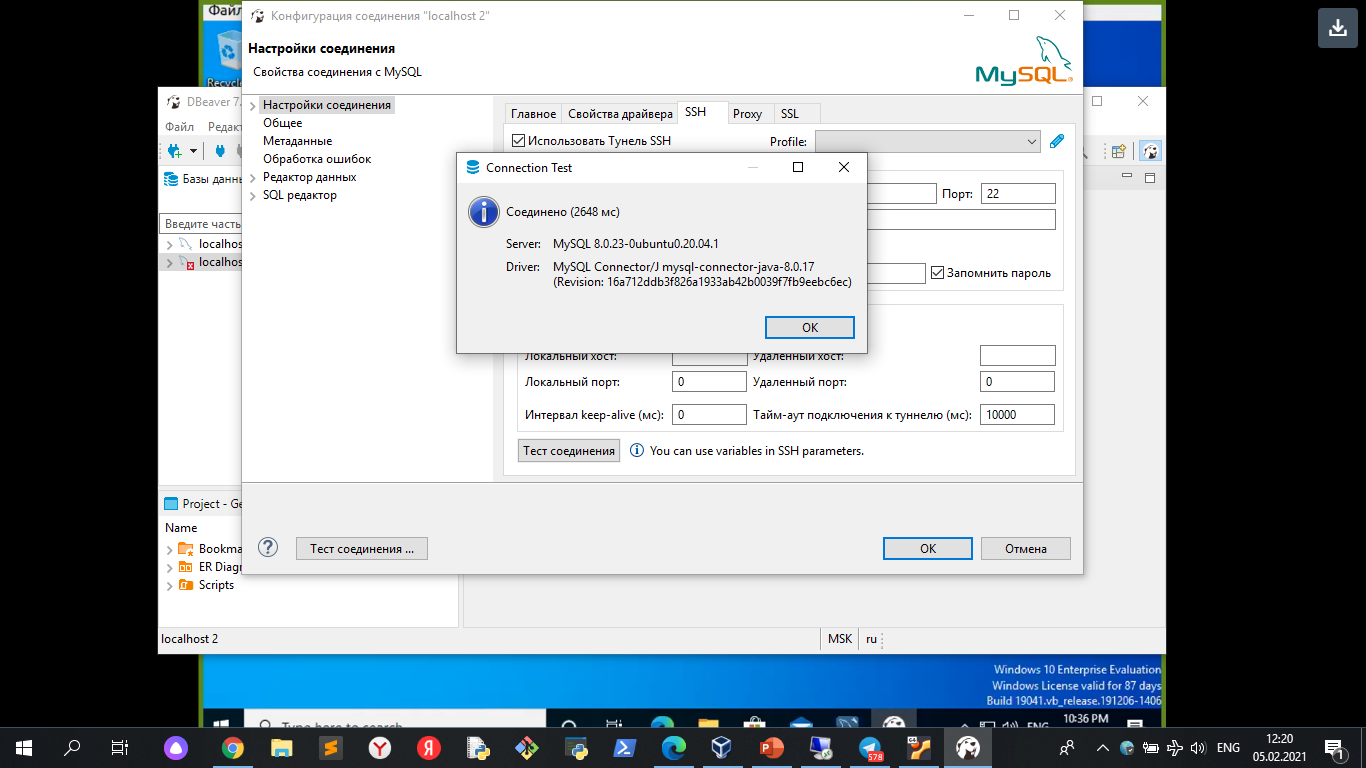 Файл
Конфигурация соединения "localhost 2"
Настройки соединения
Свойства соединения с MySQL
MySQL
Recycle
DBeaver 7.
Файл Редакт
Базы данн
Введите часть
localhos
localhos
Настройки соединения
Общее
Метаданные
Обработка ошибок
Редактор данных
SQL редактор
Главное Свойства драйвера SSH Proxy SSL
Использовать Тунель SSH Profile:
Порт: 22
Запомнить пароль
Connection Test
Соединено (2648 мс)
Server: MySQL 8.0.23-0ubuntu0.20.04.1
Driver: MySQL Connector/J mysql-connector-java-8.0.17
(Revision: 16a712ddb3f826a1933ab42b0039f7fb9eebc6ec)
OK
Локальный хост: Удаленный хост:
Локальный порт: 0 Удаленный порт: 0
Интервал keep-alive (мс): 0 Тайм-аут подключения к туннелю (мс): 10000
Тест соединения You can use variables in SSH parameters.
Project - Ge
Name
Bookma
ER Diagr
Scripts
Тест соединения ... OK Отмена
localhost 2 MSK ru
Windows 10 Enterprise Evaluation
Windows License valid for 87 days
Build 19041.vb_release.191206-1406
Type here to search
ENG 10:36 PM
578
ENG 12:20
05.02.2021
1